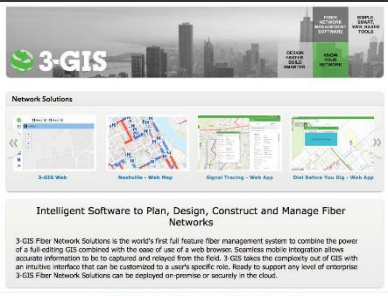 FIBER
NETWORK
MANAGEMENT
SOFTWARE
SIMPLE,
SMART,
WEB-BASED
TOOLS
DESIGN
FASTER
BUILD
SMARTER
KNOW
YOUR
NETWORK
3-GIS
Network Solutions
3-GIS Web
Nashville - Web Map
Signal Tracing - Web App
Dial Before You Dig - Web App
Intelligent Software to Plan, Design, Construct and Manage Fiber
Networks
3-GIS Fiber Network Solutions is the world's first full feature fiber management system to combine the power
of a full-editing GIS combined with the ease of use of a web browser. Seamless mobile integration allows
accurate information to be to captured and relayed from the field. 3-GIS takes the complexity out of GIS with
an intuitive interface that can be customized to a user's specific role. Ready to support any level of enterprise
3-GIS Fiber Network Solutions can be deployed on-premise or securely in the cloud.